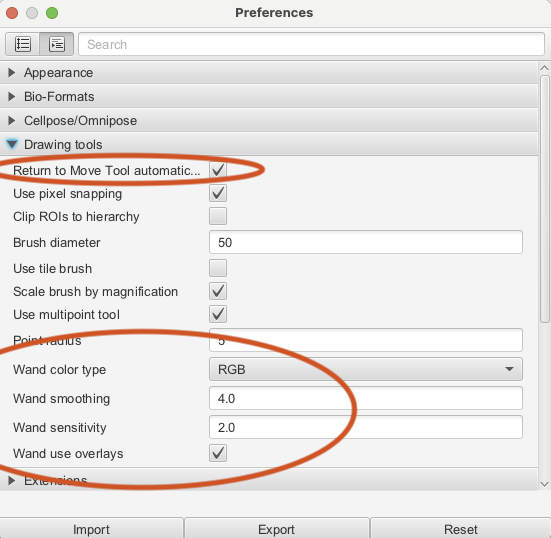 Preferences
Search
Appearance
Bio-Formats
Cellpose/Omnipose
Drawing tools
Return to Move Tool automatic...
Use pixel snapping
Clip ROIs to hierarchy
Brush diameter 50
Use tile brush
Scale brush by magnification
Use multipoint tool
Point radius 5
Wand color type RGB
Wand smoothing 4.0
Wand sensitivity 2.0
Wand use overlays
Extensions
Import Export Reset